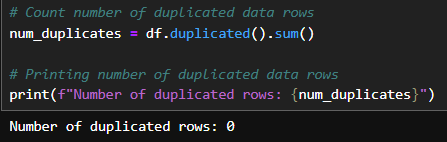 # Count number of duplicated data rows
num_duplicates = df.duplicated().sum()
# Printing number of duplicated data rows
print(f"Number of duplicated rows: {num_duplicates}")
Number of duplicated rows: 0